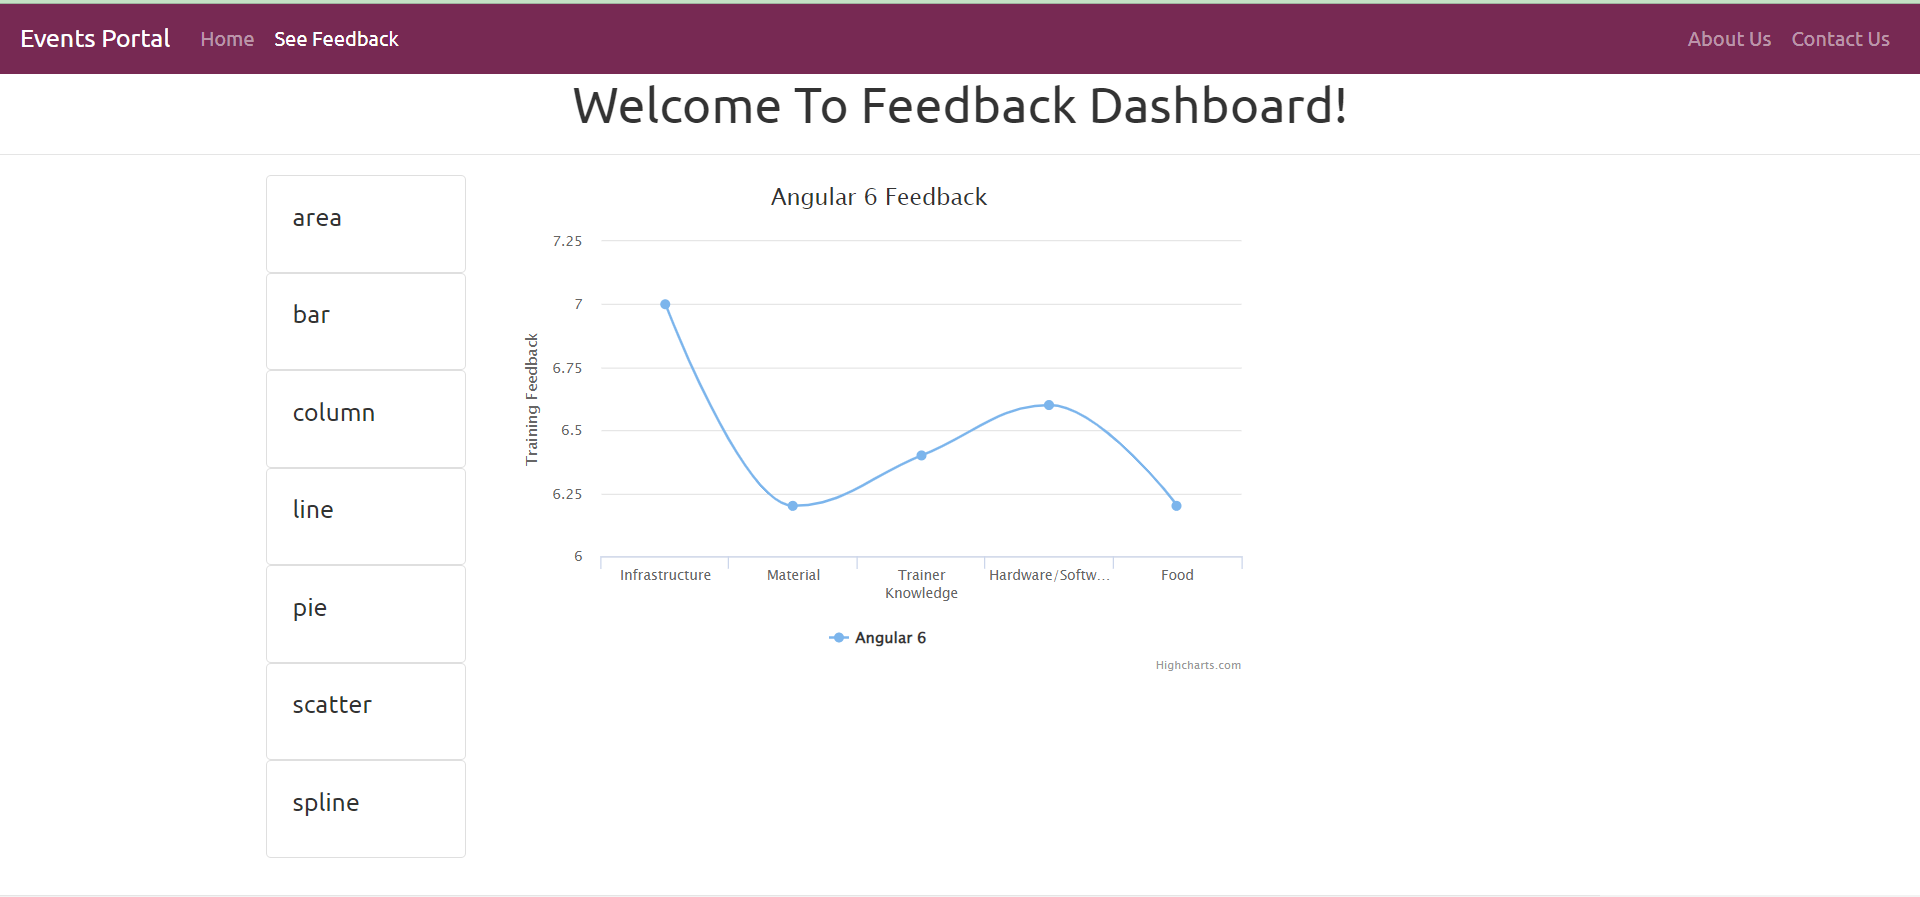 Events Portal Home See Feedback About Us Contact Us
Welcome To Feedback Dashboard!
area
bar
column
line
pie
scatter
spline
Angular 6 Feedback
Training Feedback
7.25
7
6.75
6.5
6.25
6
Infrastructure Material Trainer Knowledge Hardware/Softw... Food
Angular 6
Highcharts.com